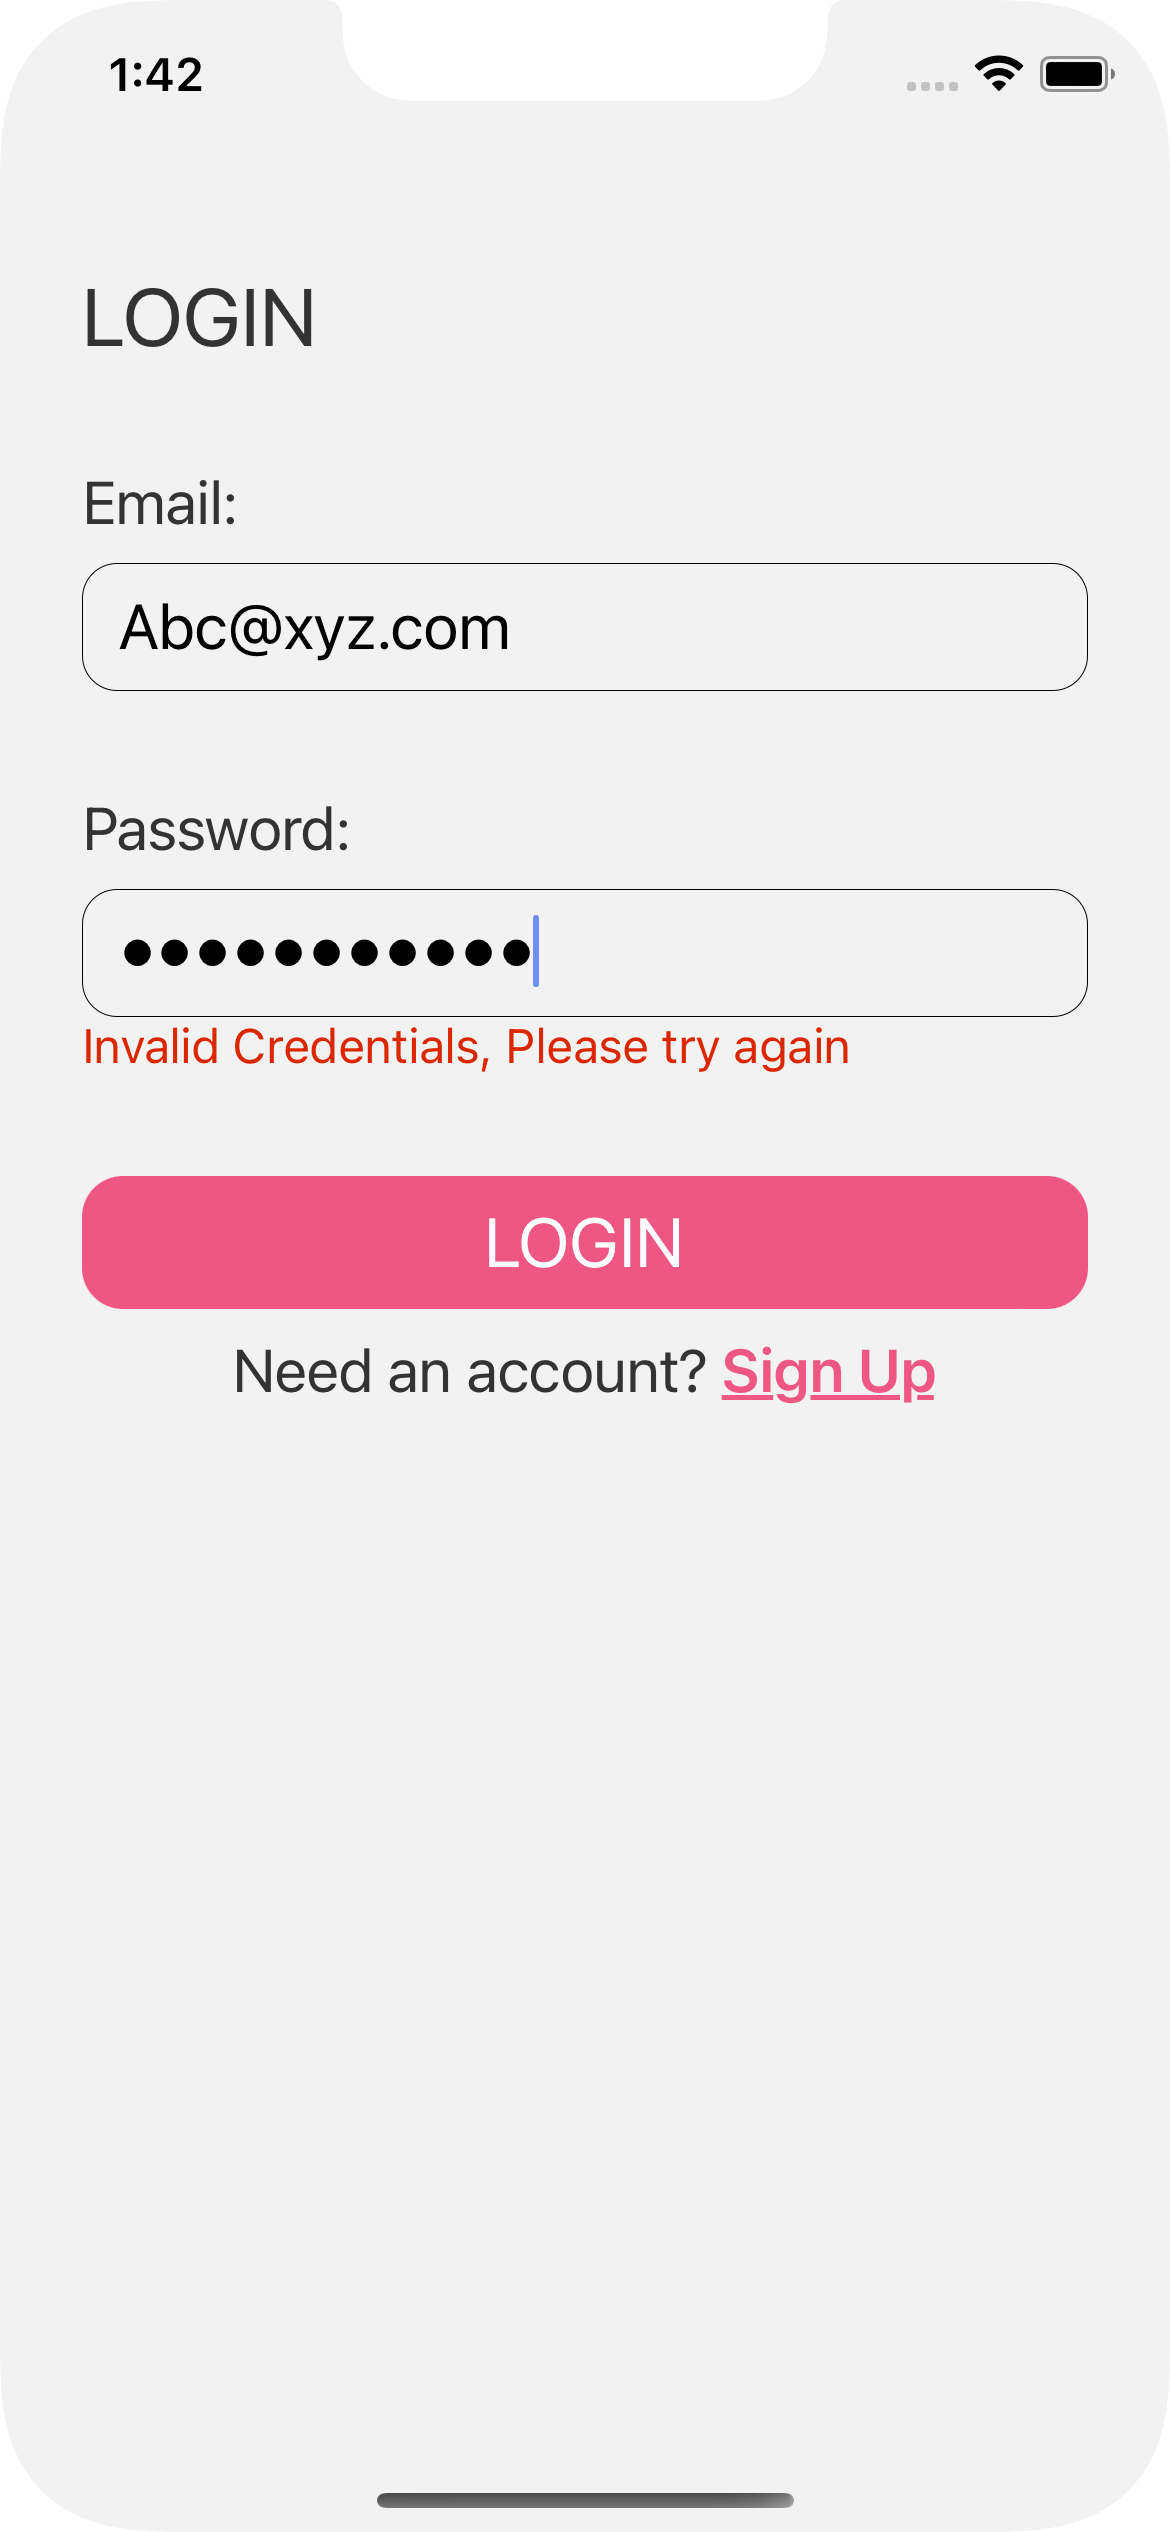 1:42
LOGIN
Email:
Abc@xyz.com
Password:
●●●●●●●●●●●
Invalid Credentials, Please try again
LOGIN
Need an account? Sign Up